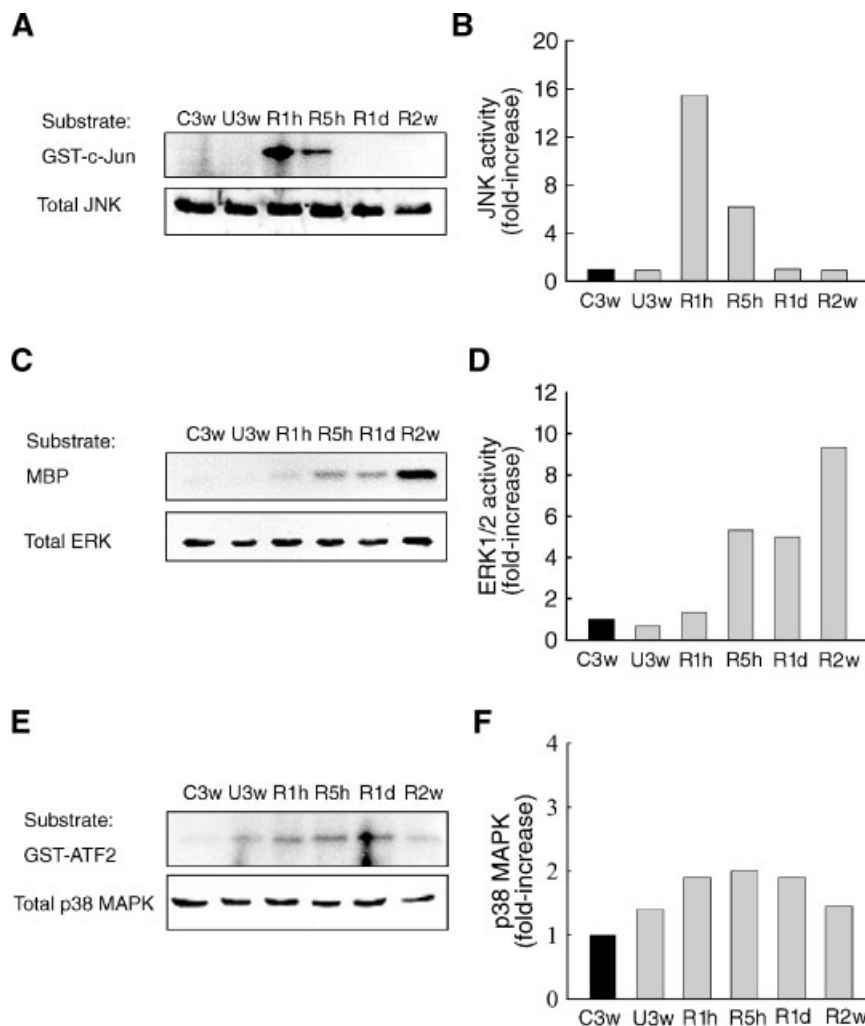 A
C3w U3w R1h R5h R1d R2w
Substrate:
GST-c-Jun
Total JNK
B
JNK activity
(fold-increase)
20
16
12
8
4
0
C3w U3w R1h R5h R1d R2w
C
C3w U3w R1h R5h R1d R2w
Substrate:
MBP
Total ERK
D
ERK1/2 activity
(fold-increase)
12
10
8
6
4
2
0
C3w U3w R1h R5h R1d R2w
E
C3w U3w R1h R5h R1d R2w
Substrate:
GST-ATF2
Total p38 MAPK
F
p38 MAPK
(fold-increase)
4
3
2
1
0
C3w U3w R1h R5h R1d R2w